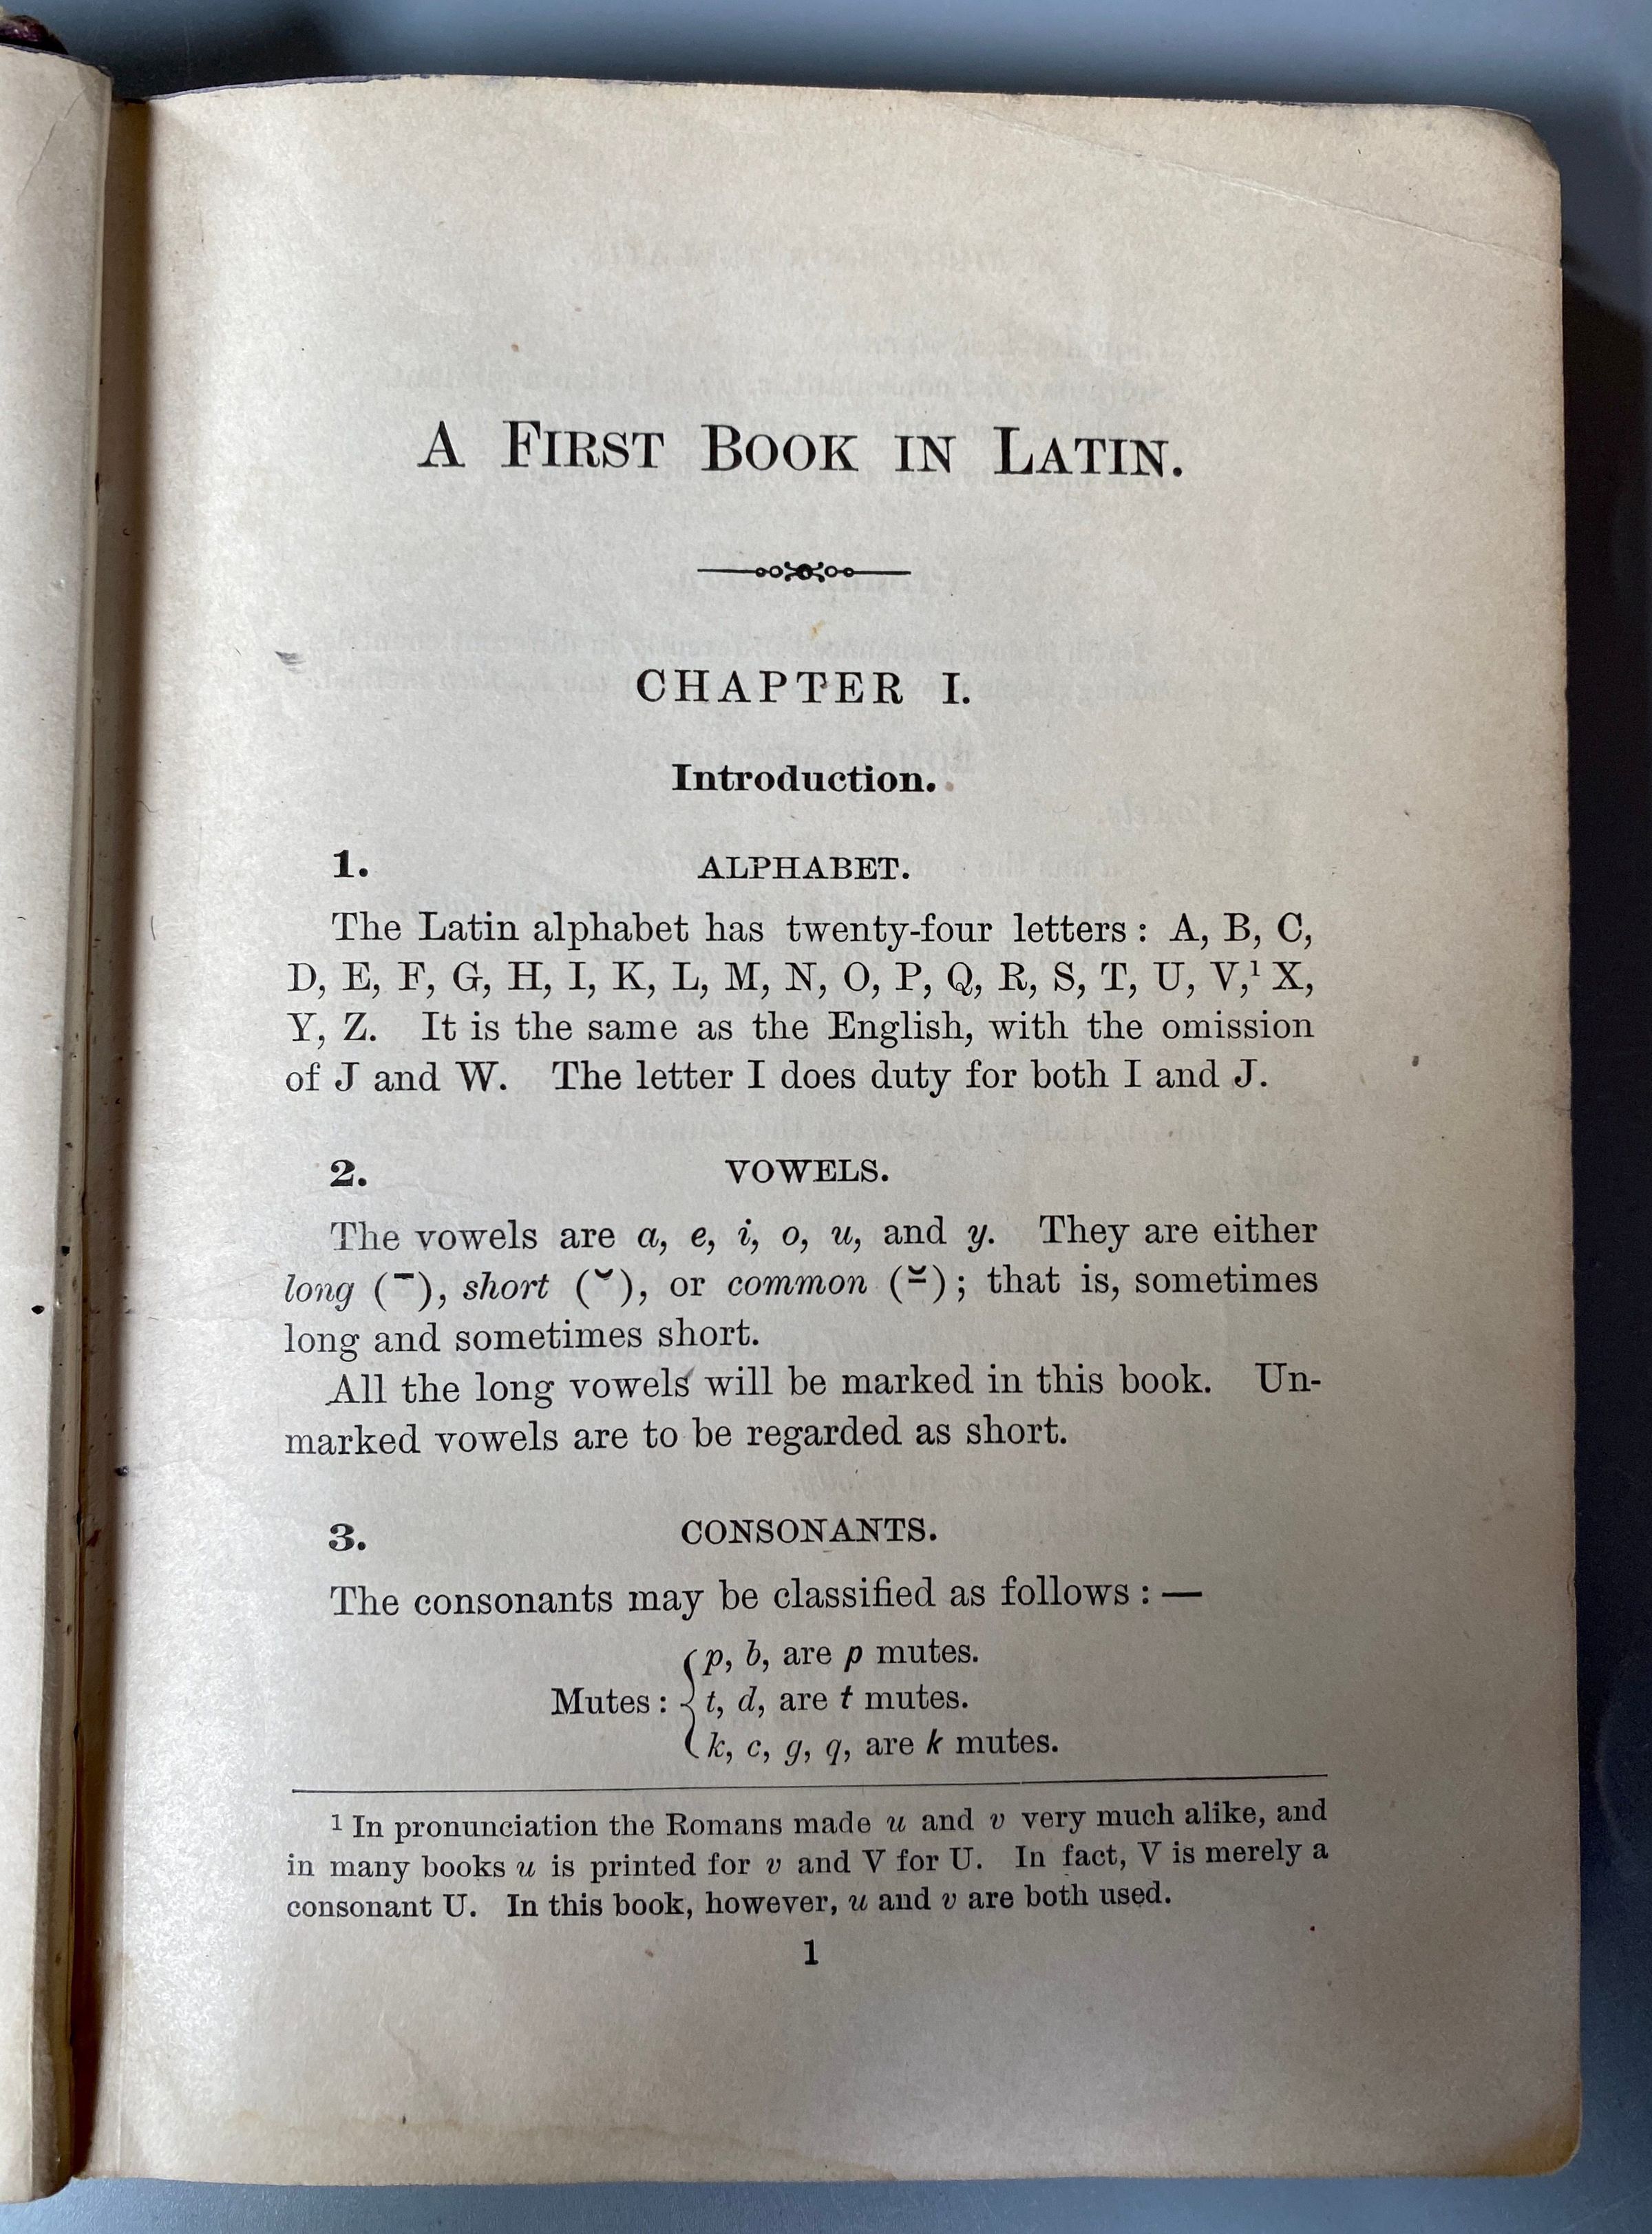 A First Book in Latin.
CHAPTER I.
Introduction.
1. ALPHABET.
The Latin alphabet has twenty-four letters: A, B, C,
D, E, F, G, H, I, K, L, M, N, O, P, Q, R, S, T, U, V,¹ X,
Y, Z. It is the same as the English, with the omission
of J and W. The letter I does duty for both I and J.
2. VOWELS.
The vowels are a, e, i, o, u, and y. They are either
long (¯), short (˘), or common (⏓); that is, sometimes
long and sometimes short.
All the long vowels will be marked in this book. Un-
marked vowels are to be regarded as short.
3. CONSONANTS.
The consonants may be classified as follows:—
p, b, are p mutes.
Mutes: { t, d, are t mutes.
k, c, g, q, are k mutes.
¹ In pronunciation the Romans made u and v very much alike, and
in many books u is printed for v and V for U. In fact, V is merely a
consonant U. In this book, however, u and v are both used.
1